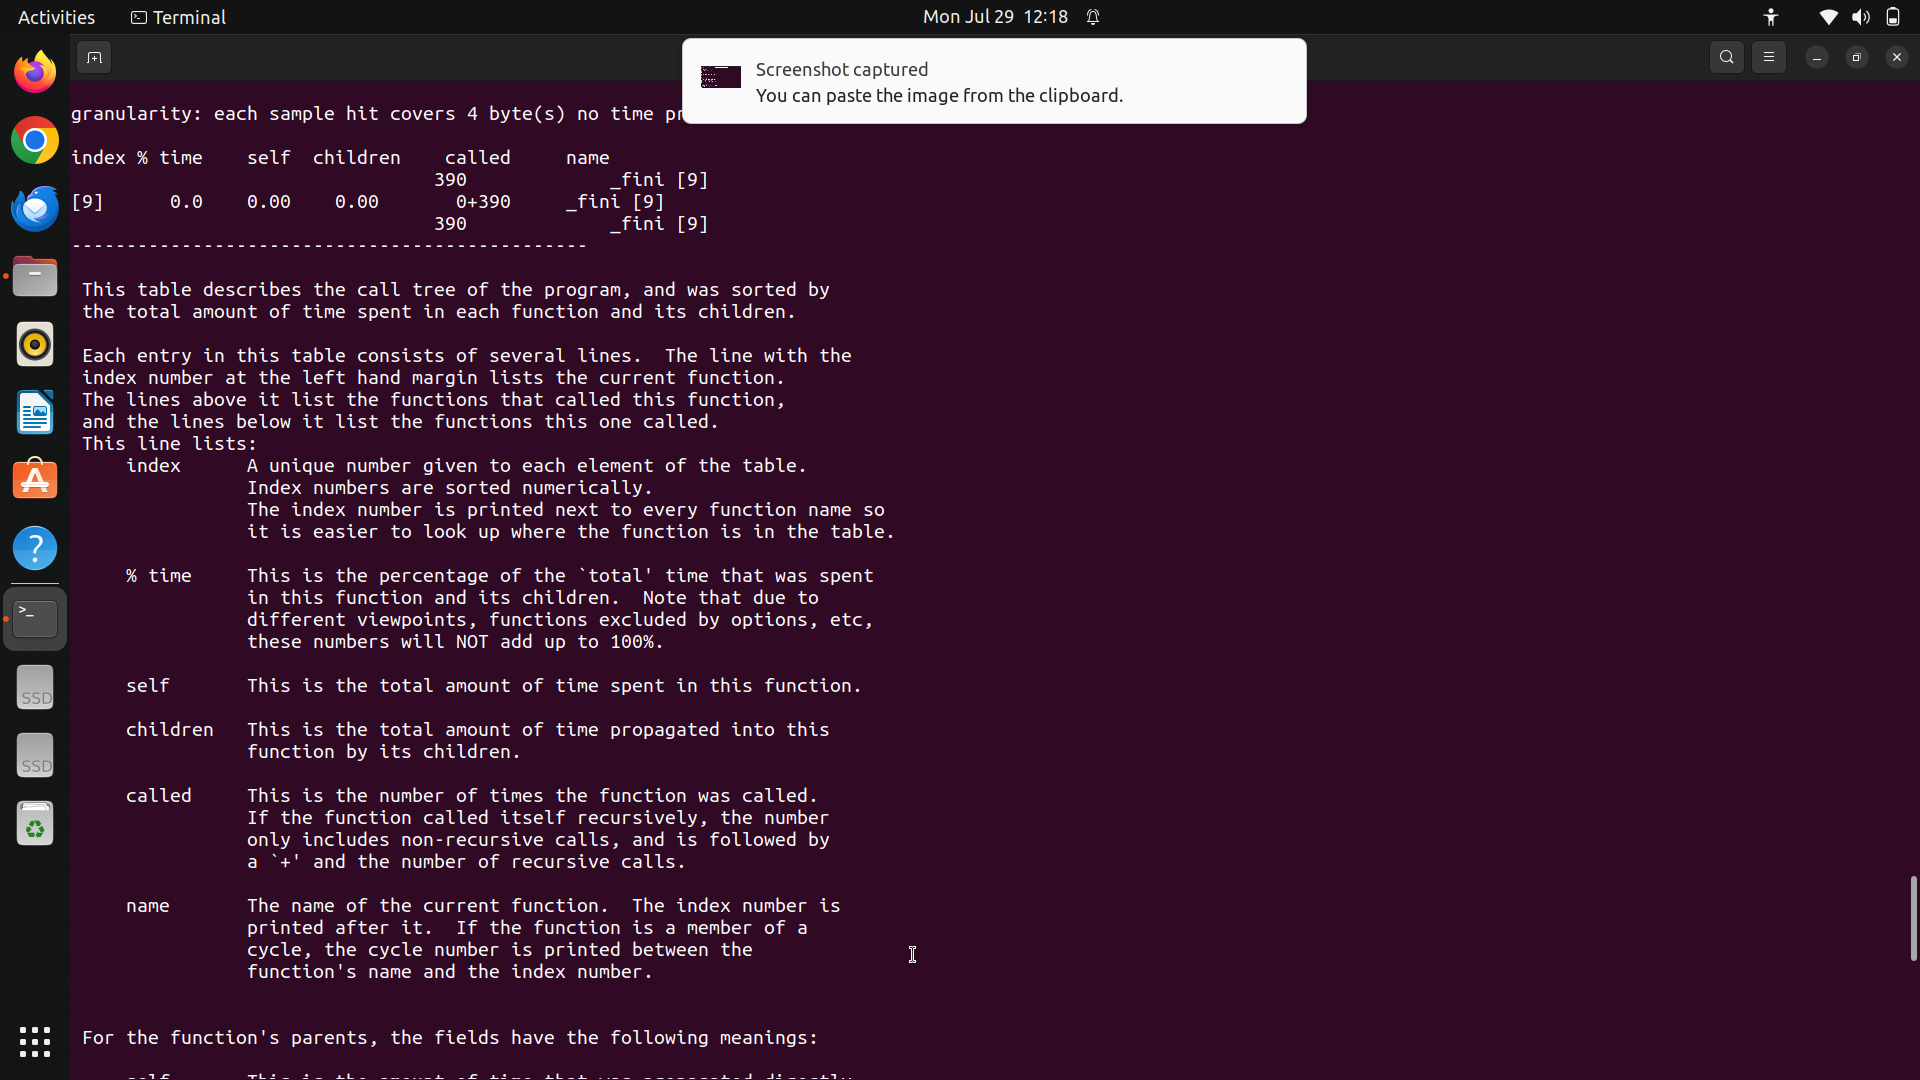 Activities
Terminal
Mon Jul 29 12:18
Screenshot captured
You can paste the image from the clipboard.
granularity: each sample hit covers 4 byte(s) no time
index % time    self  children    called     name
                                 390             _fini [9]
[9]      0.0    0.00    0.00       0+390     _fini [9]
                                 390             _fini [9]
-----------------------------------------------
This table describes the call tree of the program, and was sorted by
the total amount of time spent in each function and its children.
Each entry in this table consists of several lines.  The line with the
index number at the left hand margin lists the current function.
The lines above it list the functions that called this function,
and the lines below it list the functions this one called.
This line lists:
index      A unique number given to each element of the table.
Index numbers are sorted numerically.
The index number is printed next to every function name so
it is easier to look up where the function is in the table.
% time     This is the percentage of the `total' time that was spent
in this function and its children.  Note that due to
different viewpoints, functions excluded by options, etc,
these numbers will NOT add up to 100%.
self       This is the total amount of time spent in this function.
children   This is the total amount of time propagated into this
function by its children.
called     This is the number of times the function was called.
If the function called itself recursively, the number
only includes non-recursive calls, and is followed by
a `+' and the number of recursive calls.
name       The name of the current function.  The index number is
printed after it.  If the function is a member of a
cycle, the cycle number is printed between the
function's name and the index number.
For the function's parents, the fields have the following meanings:
SSD
SSD